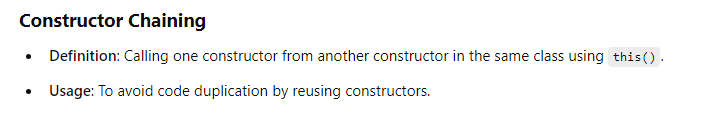 Constructor Chaining
• Definition: Calling one constructor from another constructor in the same class using this().
• Usage: To avoid code duplication by reusing constructors.